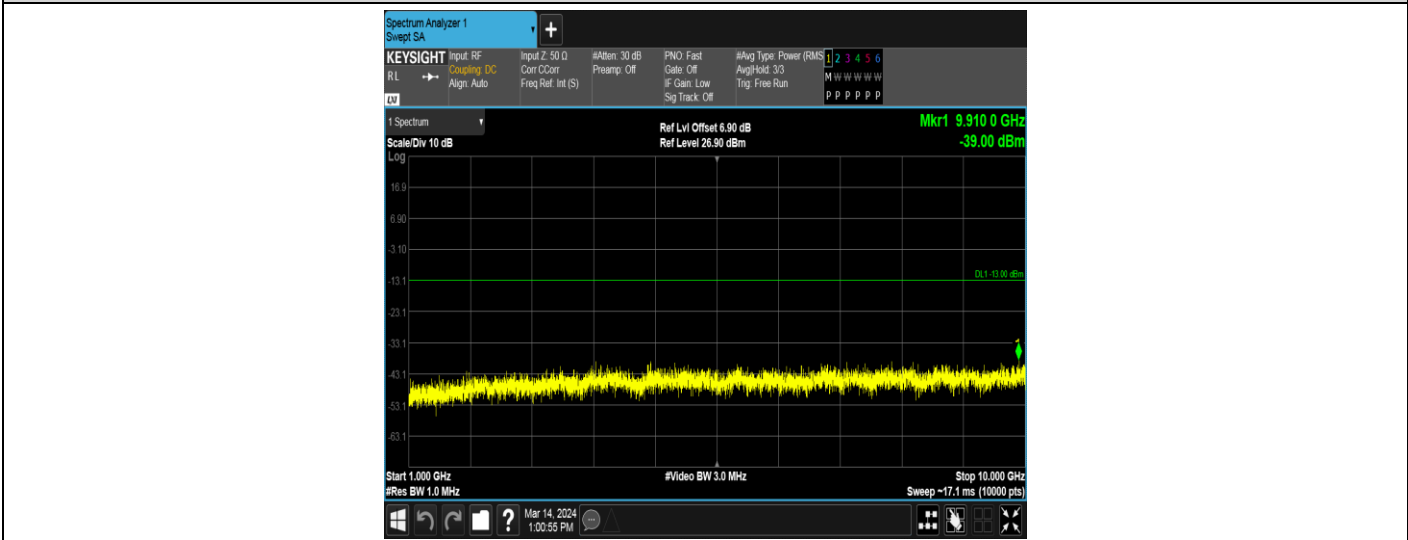 Spectrum Analyzer 1
Swept SA
+
KEYSIGHT
RL
LXI
Input: RF
Coupling: DC
Align: Auto
Input Z: 50 Ω
Corr CCorr
Freq Ref: Int (S)
#Atten: 30 dB
Preamp: Off
PNO: Fast
Gate: Off
IF Gain: Low
Sig Track: Off
#Avg Type: Power (RMS
Avg|Hold: 3/3
Trig: Free Run
1 2 3 4 5 6
M W W W W W
P P P P P P
1 Spectrum
Scale/Div 10 dB
Ref Lvl Offset 6.90 dB
Ref Level 26.90 dBm
Mkr1 9.910 0 GHz
-39.00 dBm
Log
16.9
6.90
-3.10
DL1 -13.00 dBm
-13.1
-23.1
-33.1
-43.1
-53.1
-63.1
Start 1.000 GHz
#Video BW 3.0 MHz
Stop 10.000 GHz
#Res BW 1.0 MHz
Sweep ~17.1 ms (10000 pts)
?
Mar 14, 2024
1:00:55 PM